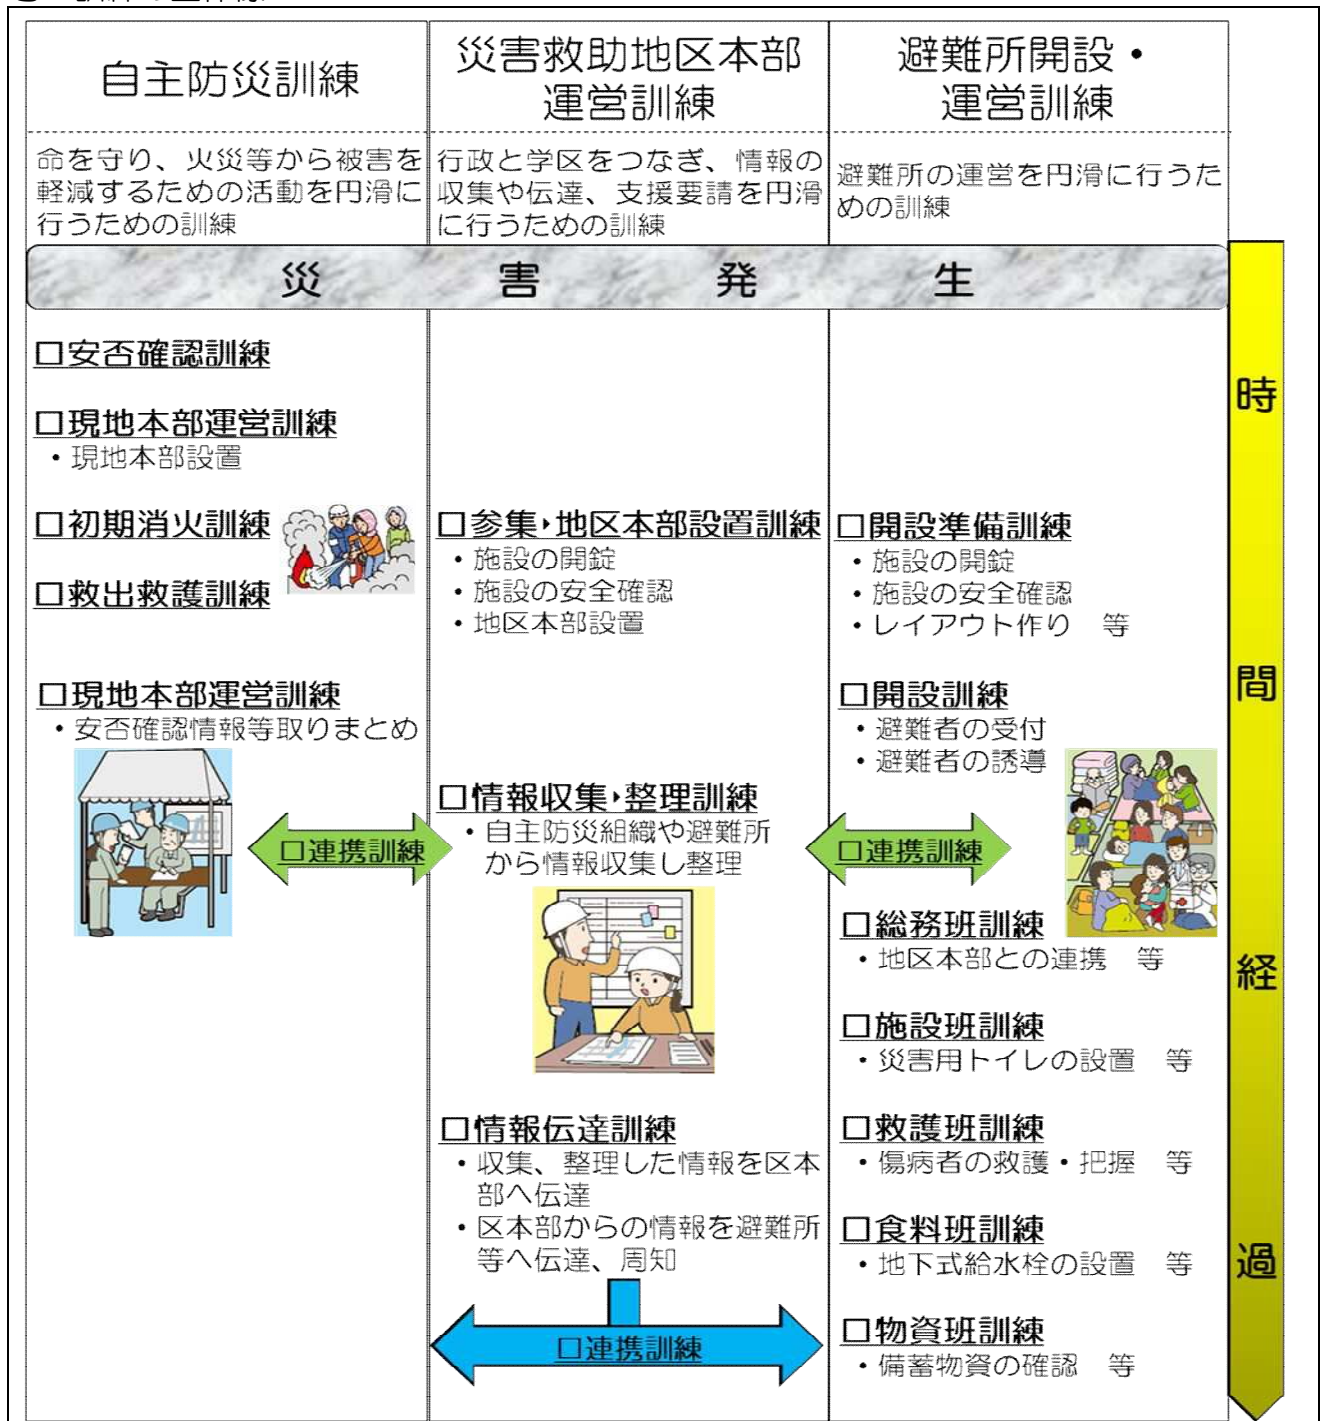 自主防災訓練
命を守り、火災等から被害を
軽減するための活動を円滑に
行うための訓練
災害救助地区本部
運営訓練
行政と学区をつなぎ、情報の
収集や伝達、支援要請を円滑
に行うための訓練
避難所開設・
運営訓練
避難所の運営を円滑に行うた
めの訓練
災害発生
□安否確認訓練
□現地本部運営訓練
・現地本部設置
□初期消火訓練
□救出救護訓練
□現地本部運営訓練
・安否確認情報等取りまとめ
□連携訓練
□参集・地区本部設置訓練
・施設の開錠
・施設の安全確認
・地区本部設置
□情報収集・整理訓練
・自主防災組織や避難所
から情報収集し整理
□情報伝達訓練
・収集、整理した情報を区本
部へ伝達
・区本部からの情報を避難所
等へ伝達、周知
□連携訓練
□開設準備訓練
・施設の開錠
・施設の安全確認
・レイアウト作り　等
□開設訓練
・避難者の受付
・避難者の誘導
□連携訓練
□総務班訓練
・地区本部との連携　等
□施設班訓練
・災害用トイレの設置　等
□救護班訓練
・傷病者の救護・把握　等
□食料班訓練
・地下式給水栓の設置　等
□物資班訓練
・備蓄物資の確認　等
時間経過